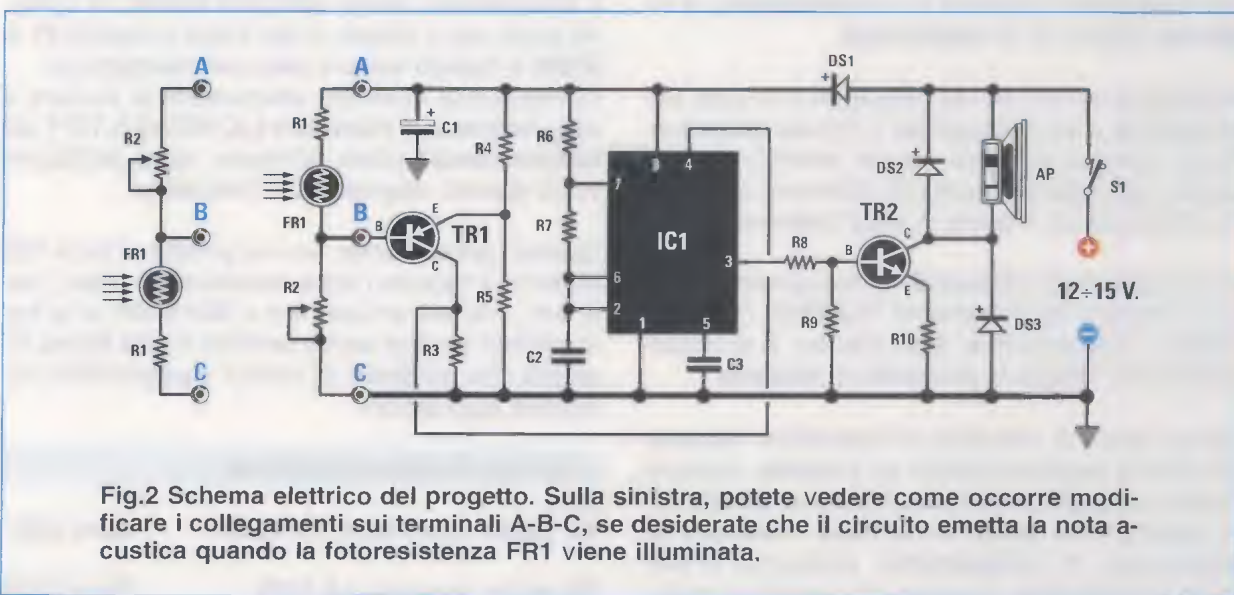 A
A
DS1
R2
R1
C1
R4
R6
8
4
DS2
AP
S1
B
FR1
B
B
E
TR1
C
R7
7
IC1
6
2
3
R8
TR2
B
C
E
12÷15 V.
FR1
R2
R3
R5
R1
C2
1
5
C3
R9
R10
DS3
C
C
Fig.2 Schema elettrico del progetto. Sulla sinistra, potete vedere come occorre modi-
ficare i collegamenti sui terminali A-B-C, se desiderate che il circuito emetta la nota a-
custica quando la fotoresistenza FR1 viene illuminata.